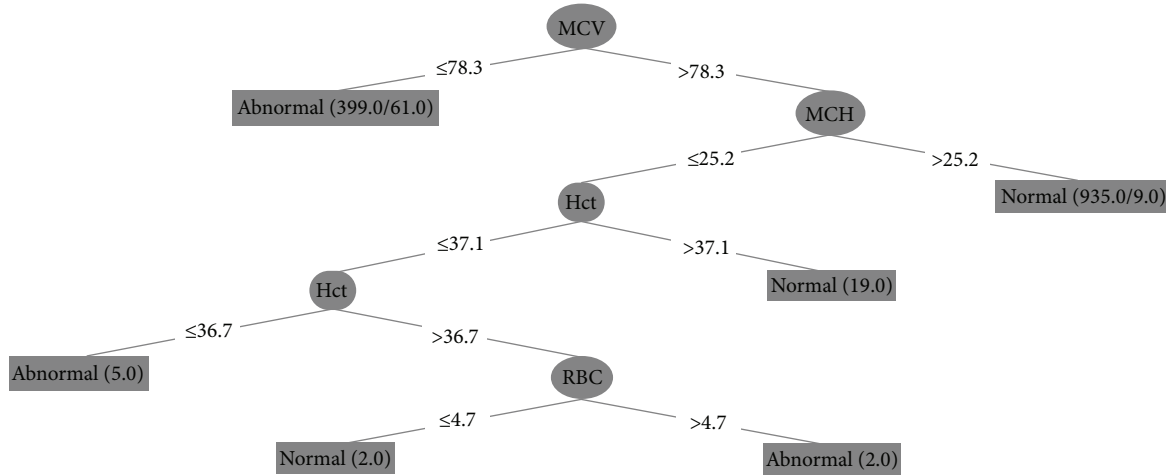 MCV
≤78.3
>78.3
Abnormal (399.0/61.0)
MCH
≤25.2
>25.2
Normal (935.0/9.0)
Hct
≤37.1
>37.1
Normal (19.0)
Hct
≤36.7
>36.7
Abnormal (5.0)
RBC
≤4.7
>4.7
Normal (2.0)
Abnormal (2.0)